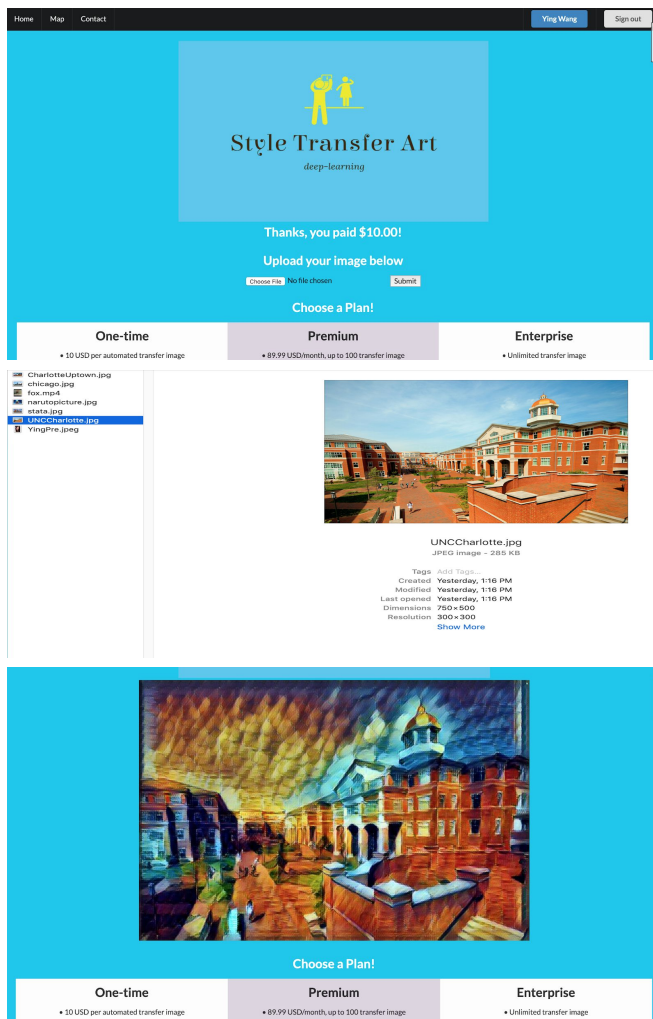 Home Map Contact Ying Wang Sign out
Style Transfer Art
deep-learning
Thanks, you paid $10.00!
Upload your image below
Choose File No file chosen Submit
Choose a Plan!
One-time Premium Enterprise
• 10 USD per automated transfer image • 89.99 USD/month, up to 100 transfer image • Unlimited transfer image
CharlotteUptown.jpg
chicago.jpg
fox.mp4
narutopicture.jpg
stata.jpg
UNCCharlotte.jpg
YingPre.jpeg
UNCCharlotte.jpg
JPEG image - 285 KB
Tags Add Tags...
Created Yesterday, 1:16 PM
Modified Yesterday, 1:16 PM
Last opened Yesterday, 1:16 PM
Dimensions 750×500
Resolution 300×300
Show More
Choose a Plan!
One-time Premium Enterprise
• 10 USD per automated transfer image • 89.99 USD/month, up to 100 transfer image • Unlimited transfer image